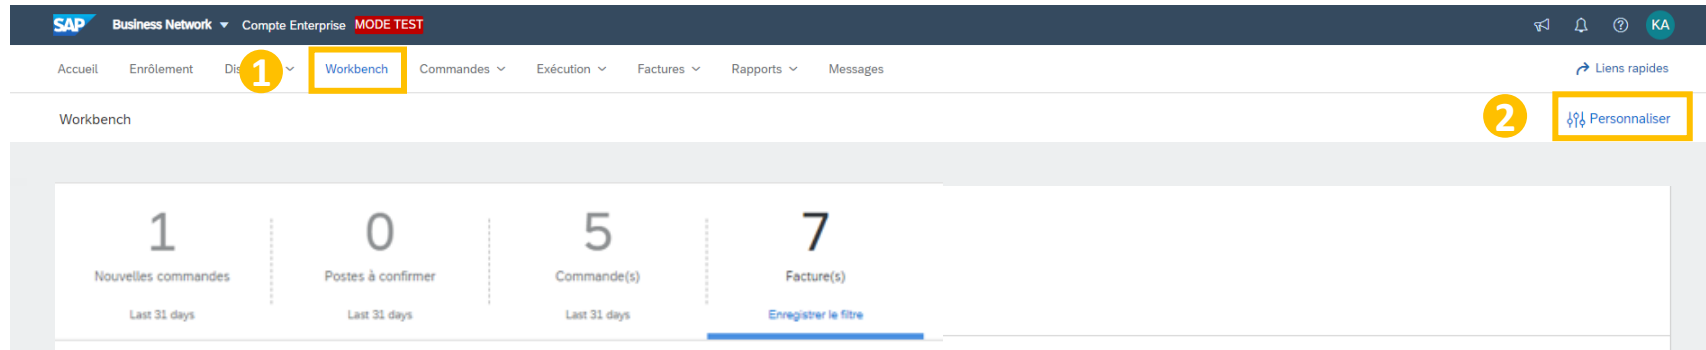 SAP Business Network Compte Enterprise MODE TEST KA
Accueil Enrôlement 1 Workbench Commandes Exécution Factures Rapports Messages Liens rapides
Workbench 2 Personnaliser
1 0 5 7
Nouvelles commandes Postes à confirmer Commande(s) Facture(s)
Last 31 days Last 31 days Last 31 days Enregistrer le filtre